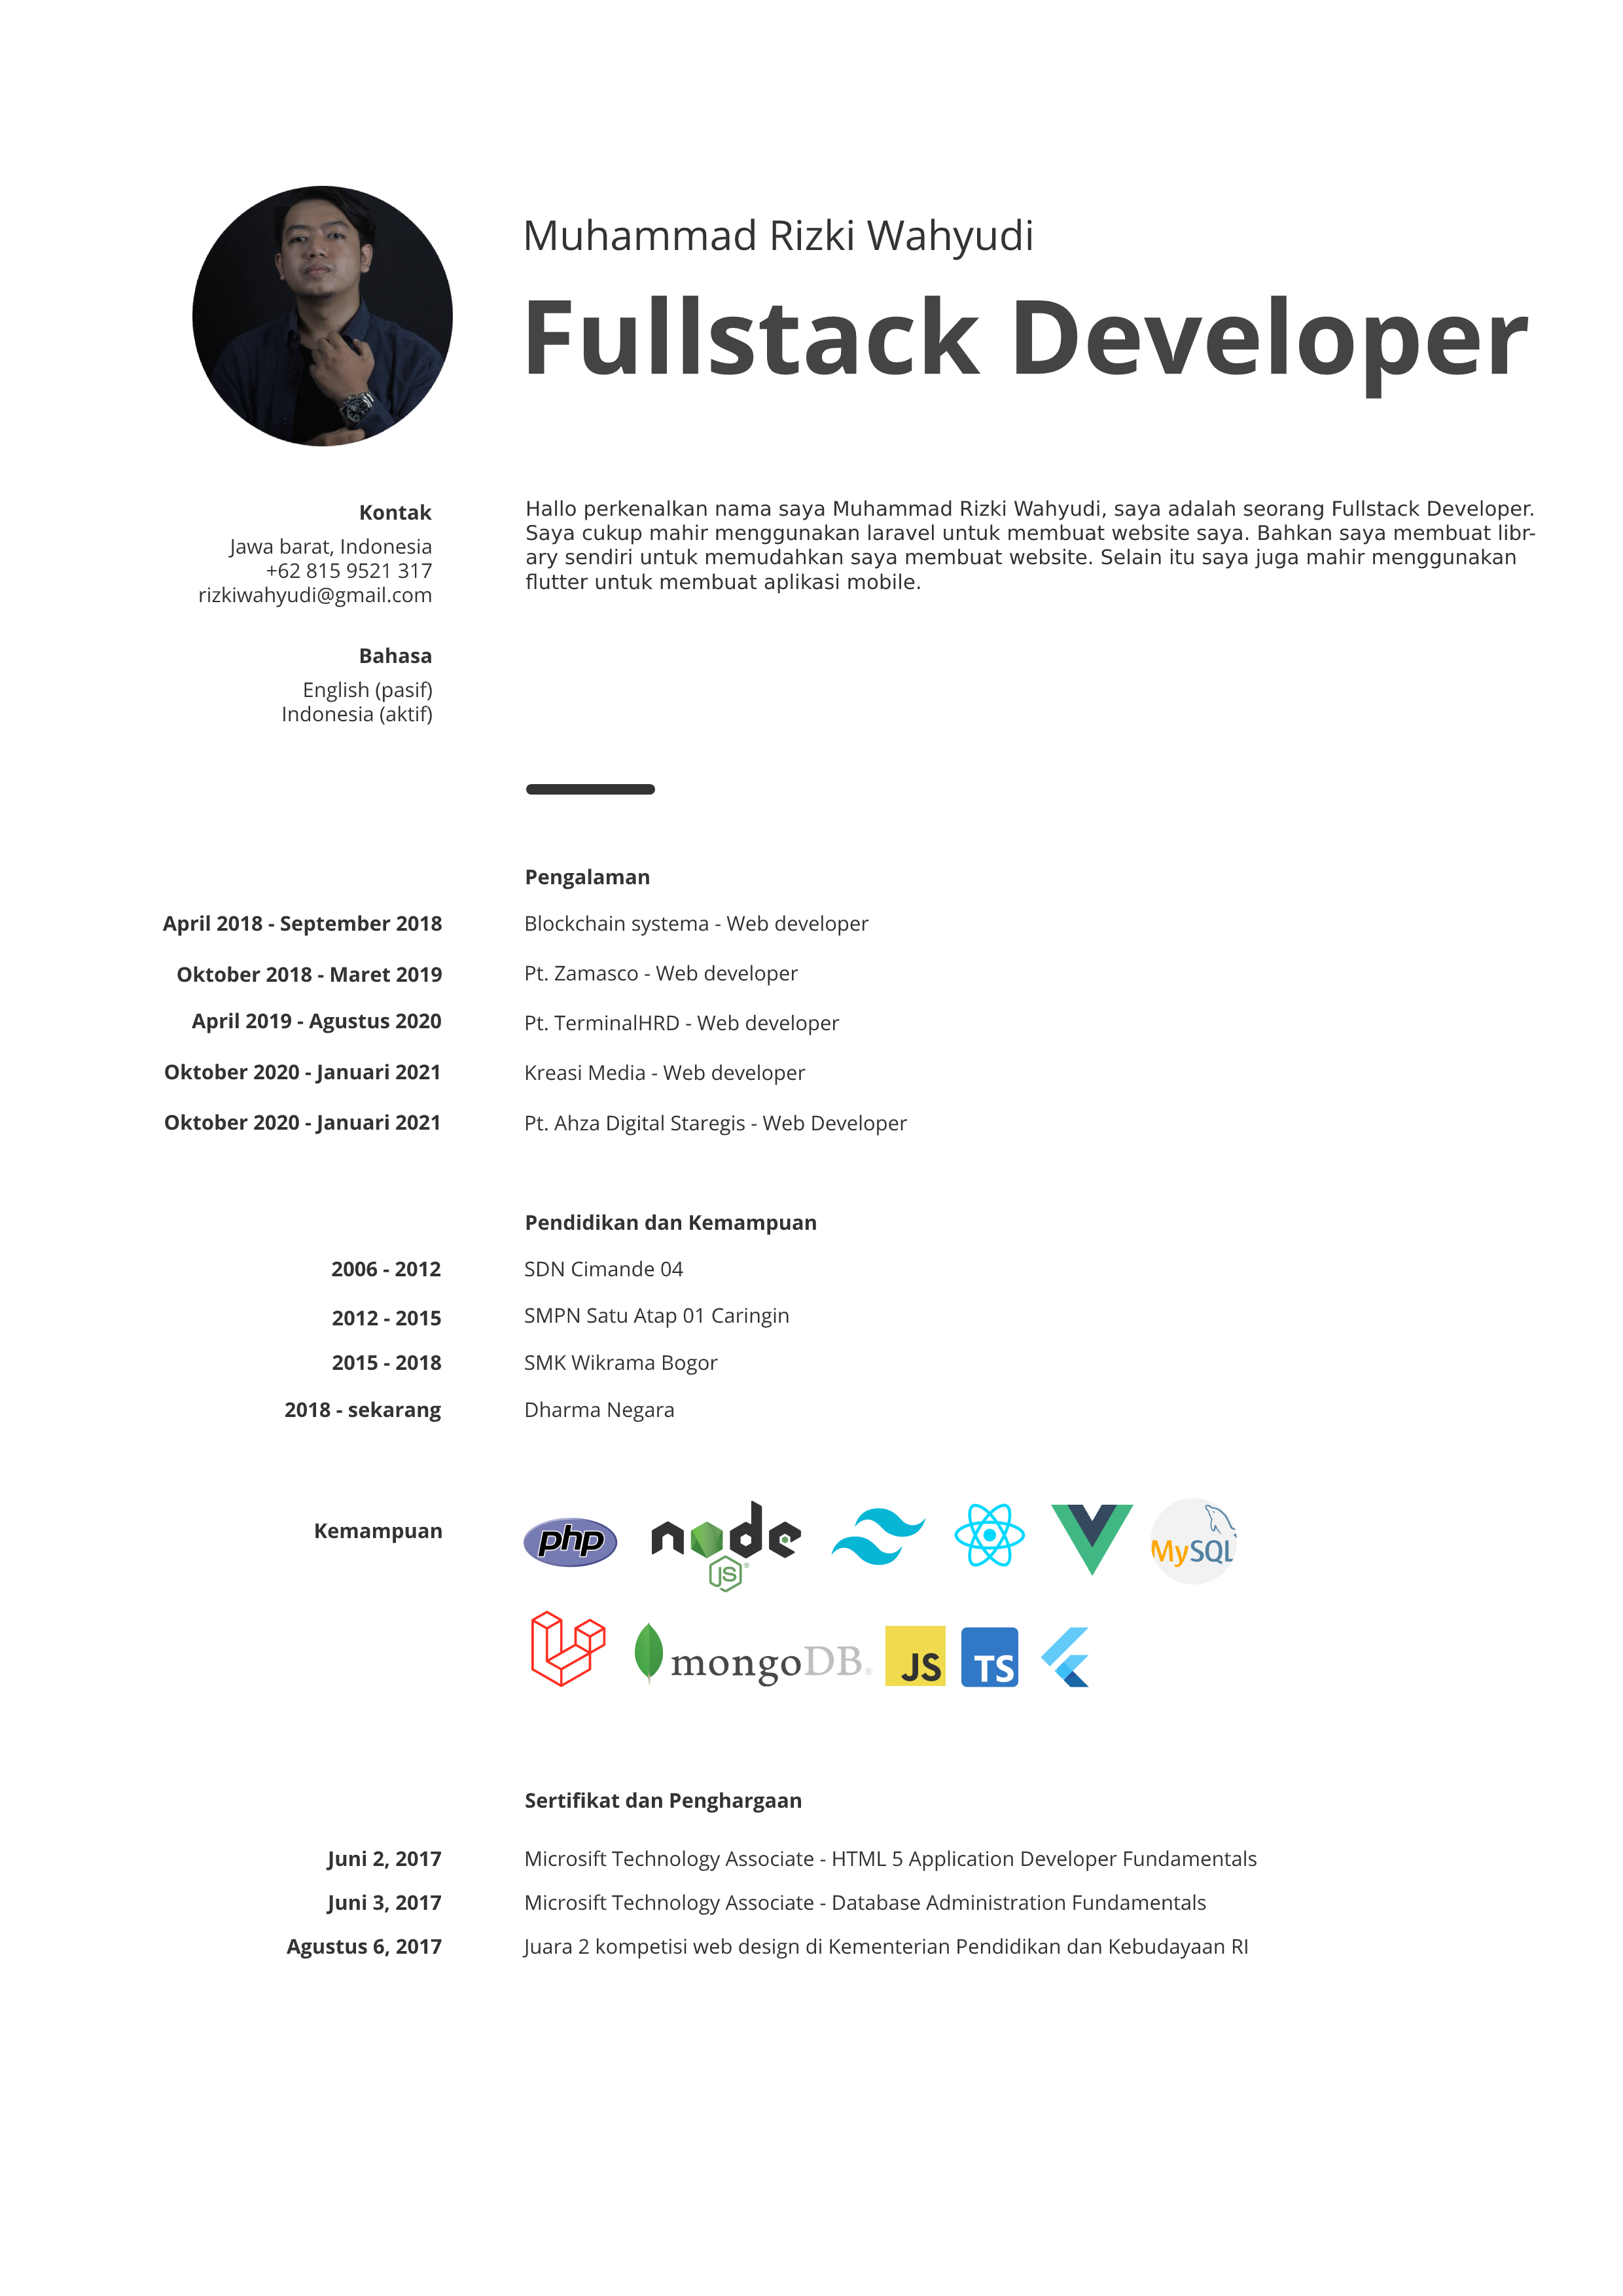 Muhammad Rizki Wahyudi
Fullstack Developer
Kontak
Jawa barat, Indonesia
+62 815 9521 317
rizkiwahyudi@gmail.com
Bahasa
English (pasif)
Indonesia (aktif)
Hallo perkenalkan nama saya Muhammad Rizki Wahyudi, saya adalah seorang Fullstack Developer.
Saya cukup mahir menggunakan laravel untuk membuat website saya. Bahkan saya membuat libr-
ary sendiri untuk memudahkan saya membuat website. Selain itu saya juga mahir menggunakan
flutter untuk membuat aplikasi mobile.
Pengalaman
April 2018 - September 2018 Blockchain systema - Web developer
Oktober 2018 - Maret 2019 Pt. Zamasco - Web developer
April 2019 - Agustus 2020 Pt. TerminalHRD - Web developer
Oktober 2020 - Januari 2021 Kreasi Media - Web developer
Oktober 2020 - Januari 2021 Pt. Ahza Digital Staregis - Web Developer
Pendidikan dan Kemampuan
2006 - 2012 SDN Cimande 04
2012 - 2015 SMPN Satu Atap 01 Caringin
2015 - 2018 SMK Wikrama Bogor
2018 - sekarang Dharma Negara
Kemampuan php node JS MySQL
mongoDB® JS TS
Sertifikat dan Penghargaan
Juni 2, 2017 Microsift Technology Associate - HTML 5 Application Developer Fundamentals
Juni 3, 2017 Microsift Technology Associate - Database Administration Fundamentals
Agustus 6, 2017 Juara 2 kompetisi web design di Kementerian Pendidikan dan Kebudayaan RI